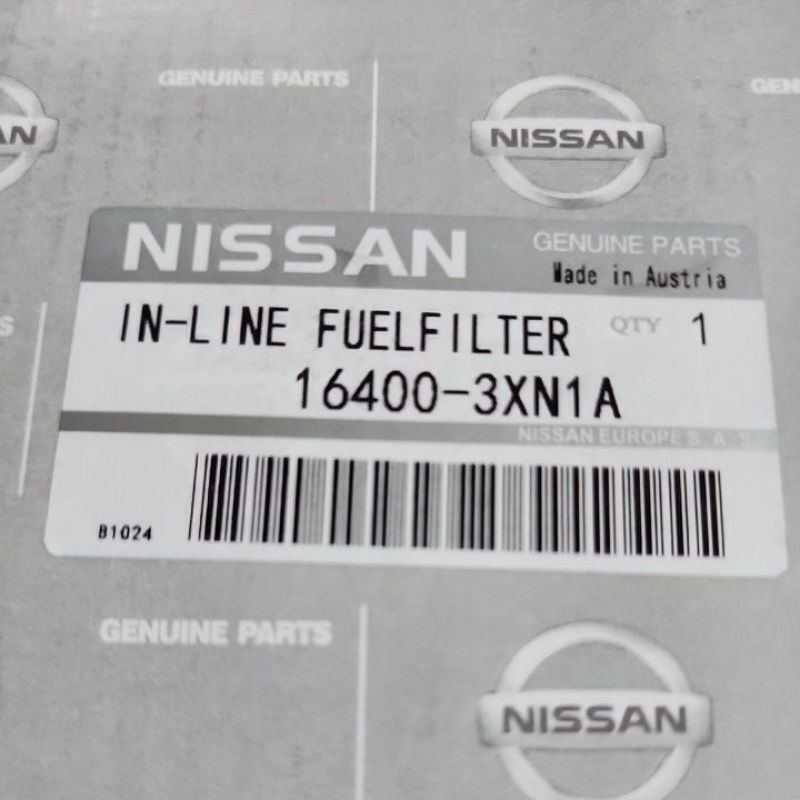 GENUINE PARTS
NISSAN
NISSAN
GENUINE PARTS
Made in Austria
IN-LINE FUELFILTER QTY 1
16400-3XN1A
NISSAN EUROPE S. A. S.
B1024
GENUINE PARTS
NISSAN